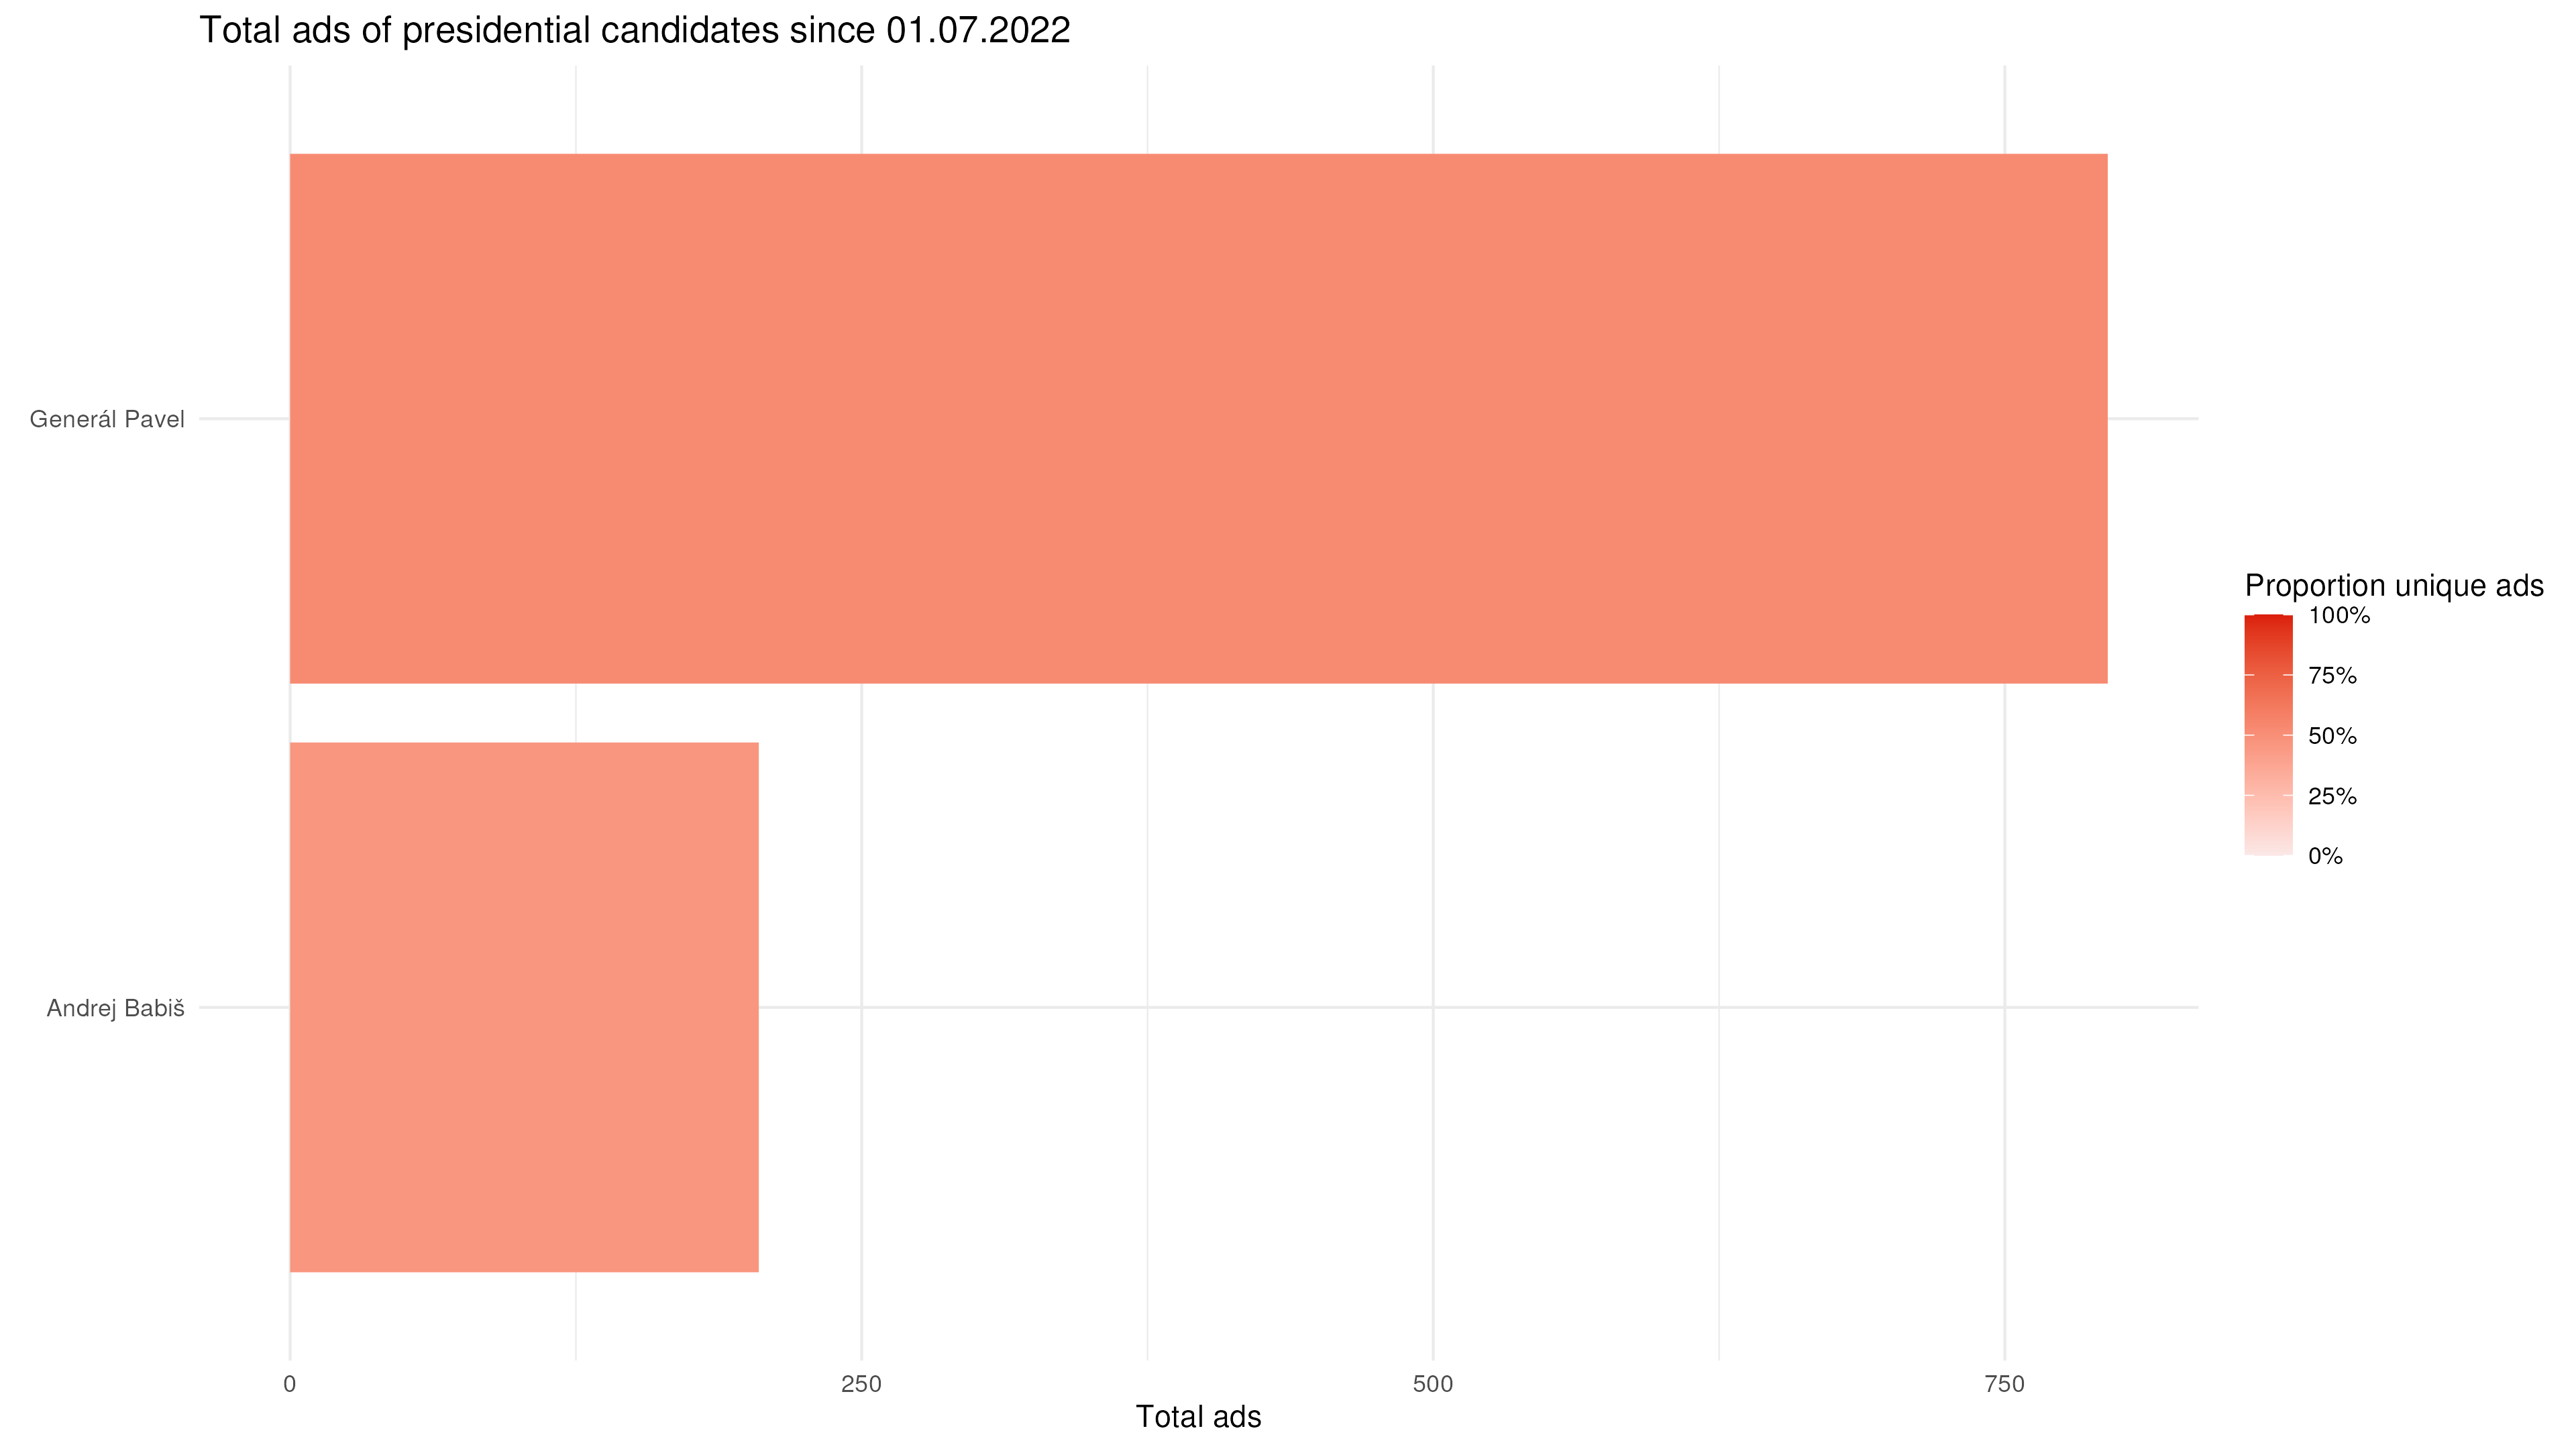 Total ads of presidential candidates since 01.07.2022
Generál Pavel
Andrej Babiš
0
250
500
750
Total ads
Proportion unique ads
100%
75%
50%
25%
0%